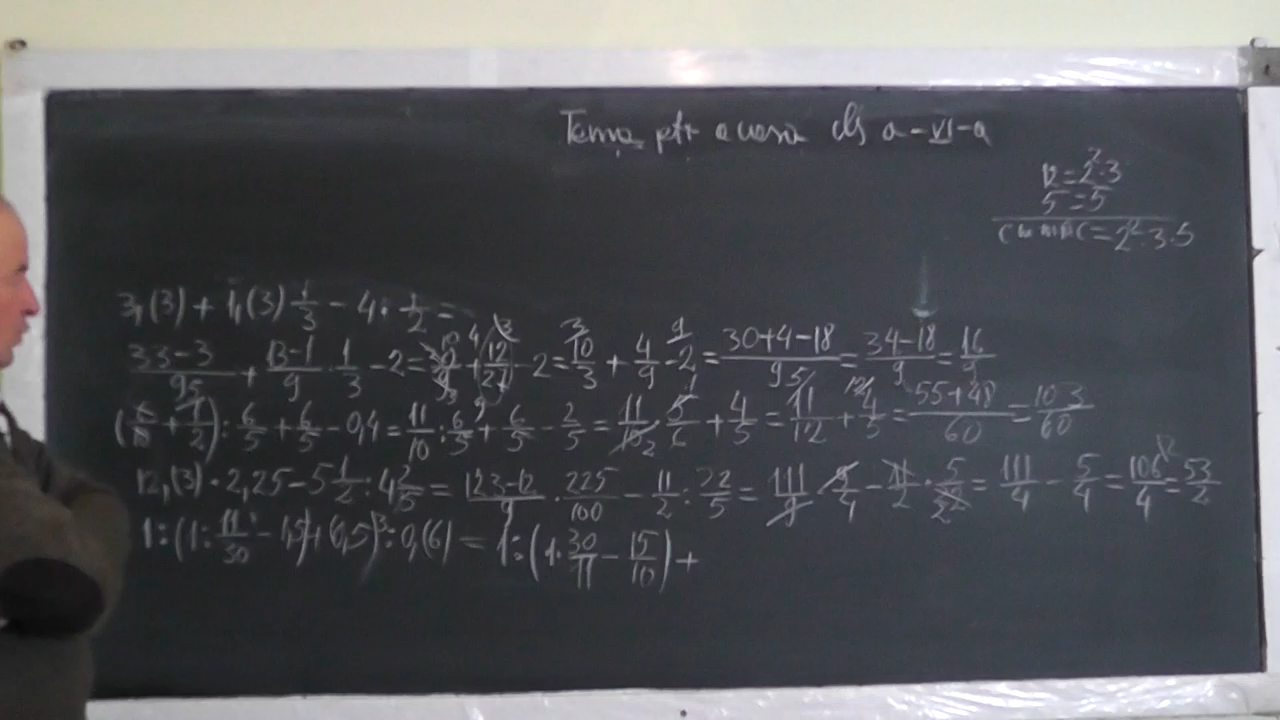 Tema ptr acasa cls a-VI-a
12=2²·3
5=5
=2²·3·5
3,(3) + 1,(3) 1/3 - 4 · 1/2 =
(33-3)/9 + (13-1)/9 · 1/3 - 2 = 30/9 + 12/27 - 2 = 10/3 + 4/9 - 2 = (30+4-18)/9 = (34-18)/9 = 16/9
: 6/5 + 6/5 - 0,4 = 11/10 : 6/5 + 6/5 - 2/5 = 11/10 · 5/6 + 4/5 = 11/12 + 4/5 = (55+48)/60 = 103/60
12,(3) · 2,25 - 5 1/2 : 4 2/5 = (123-12)/9 · 225/100 - 11/2 : 22/5 = 111/9 · 9/4 - 11/2 · 5/22 = 111/4 - 5/4 = 106/4 = 53/2
1:(1: 11/30 - 1,5)+(0,5)³ : 0,(6) = 1:(1· 30/11 - 15/10) +